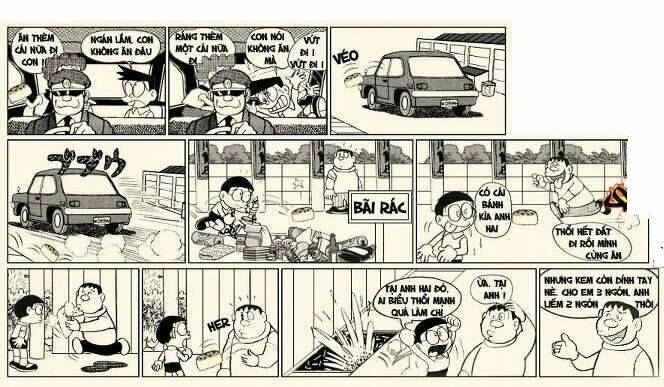 ĂN THÊM
CÁI NỮA ĐI
CON !
NGÁN LẮM, CON
KHÔNG ĂN ĐÂU
RÁNG THÊM
MỘT CÁI NỮA
ĐI
CON NÓI
KHÔNG ĂN
MÀ
VỨT
ĐI !
VỨT ĐI !
VÉO
ブブウ
BÃI RÁC
CÓ CÁI
BÁNH
KÌA ANH
HAI
THỔI HẾT ĐẤT
ĐI RỒI MÌNH
CÙNG ĂN
HER
TẠI ANH HAI ĐÓ,
AI BIỂU THỔI MẠNH
QUÁ LÀM CHI
ỪA, TẠI
ANH !
NHƯNG KEM CÒN DÍNH TAY
NÈ. CHO EM 3 NGÓN, ANH
LIẾM 2 NGÓN THÔI